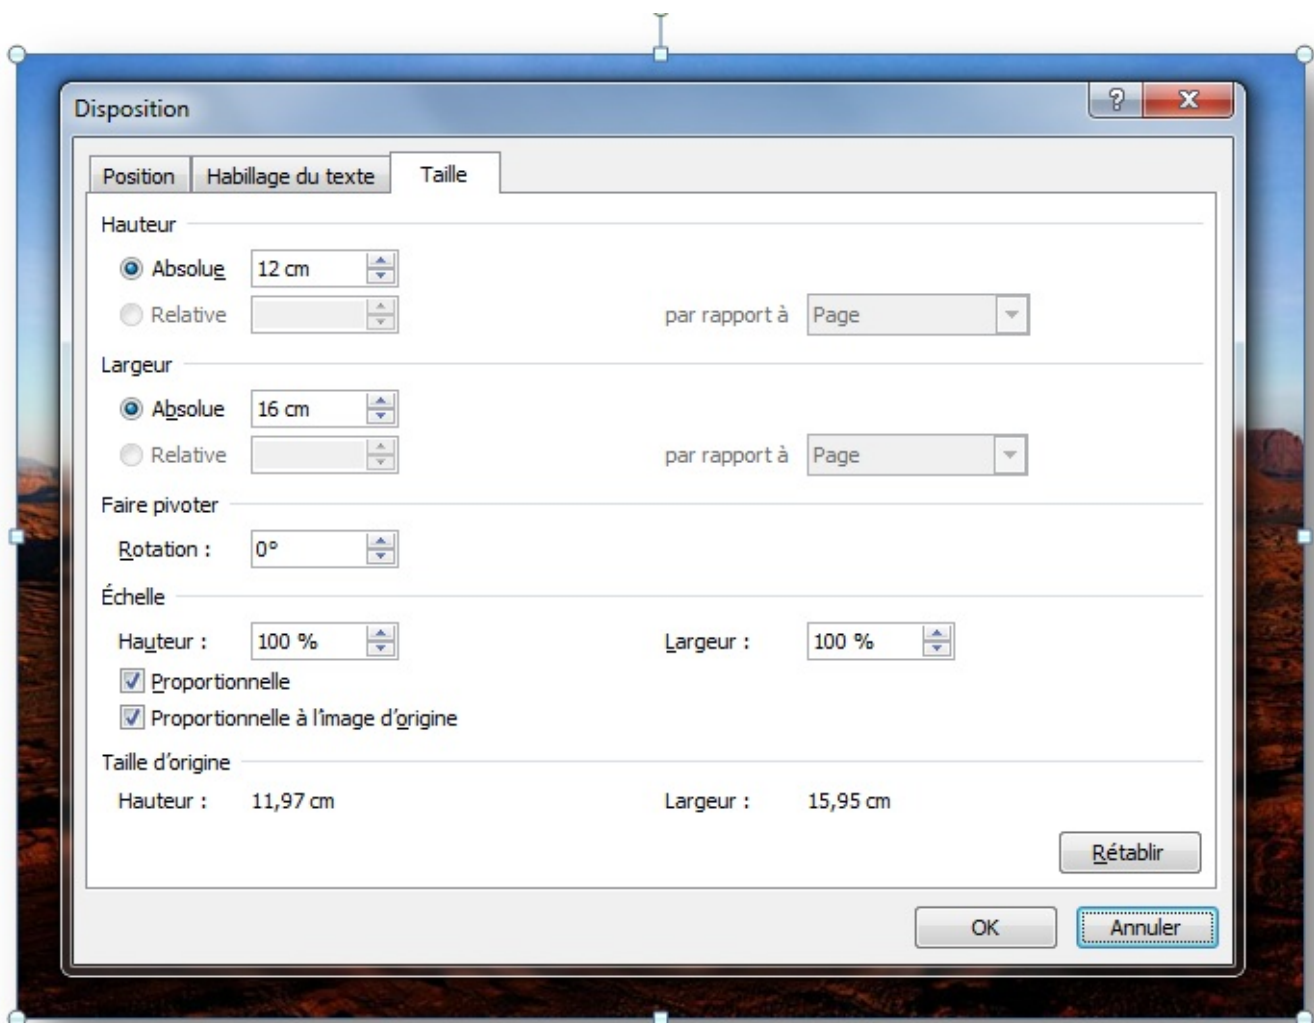 Disposition
Position Habillage du texte Taille
Hauteur
Absolue 12 cm
Relative par rapport à Page
Largeur
Absolue 16 cm
Relative par rapport à Page
Faire pivoter
Rotation : 0°
Échelle
Hauteur : 100 % Largeur : 100 %
Proportionnelle
Proportionnelle à l'image d'origine
Taille d'origine
Hauteur : 11,97 cm Largeur : 15,95 cm
Rétablir
OK Annuler